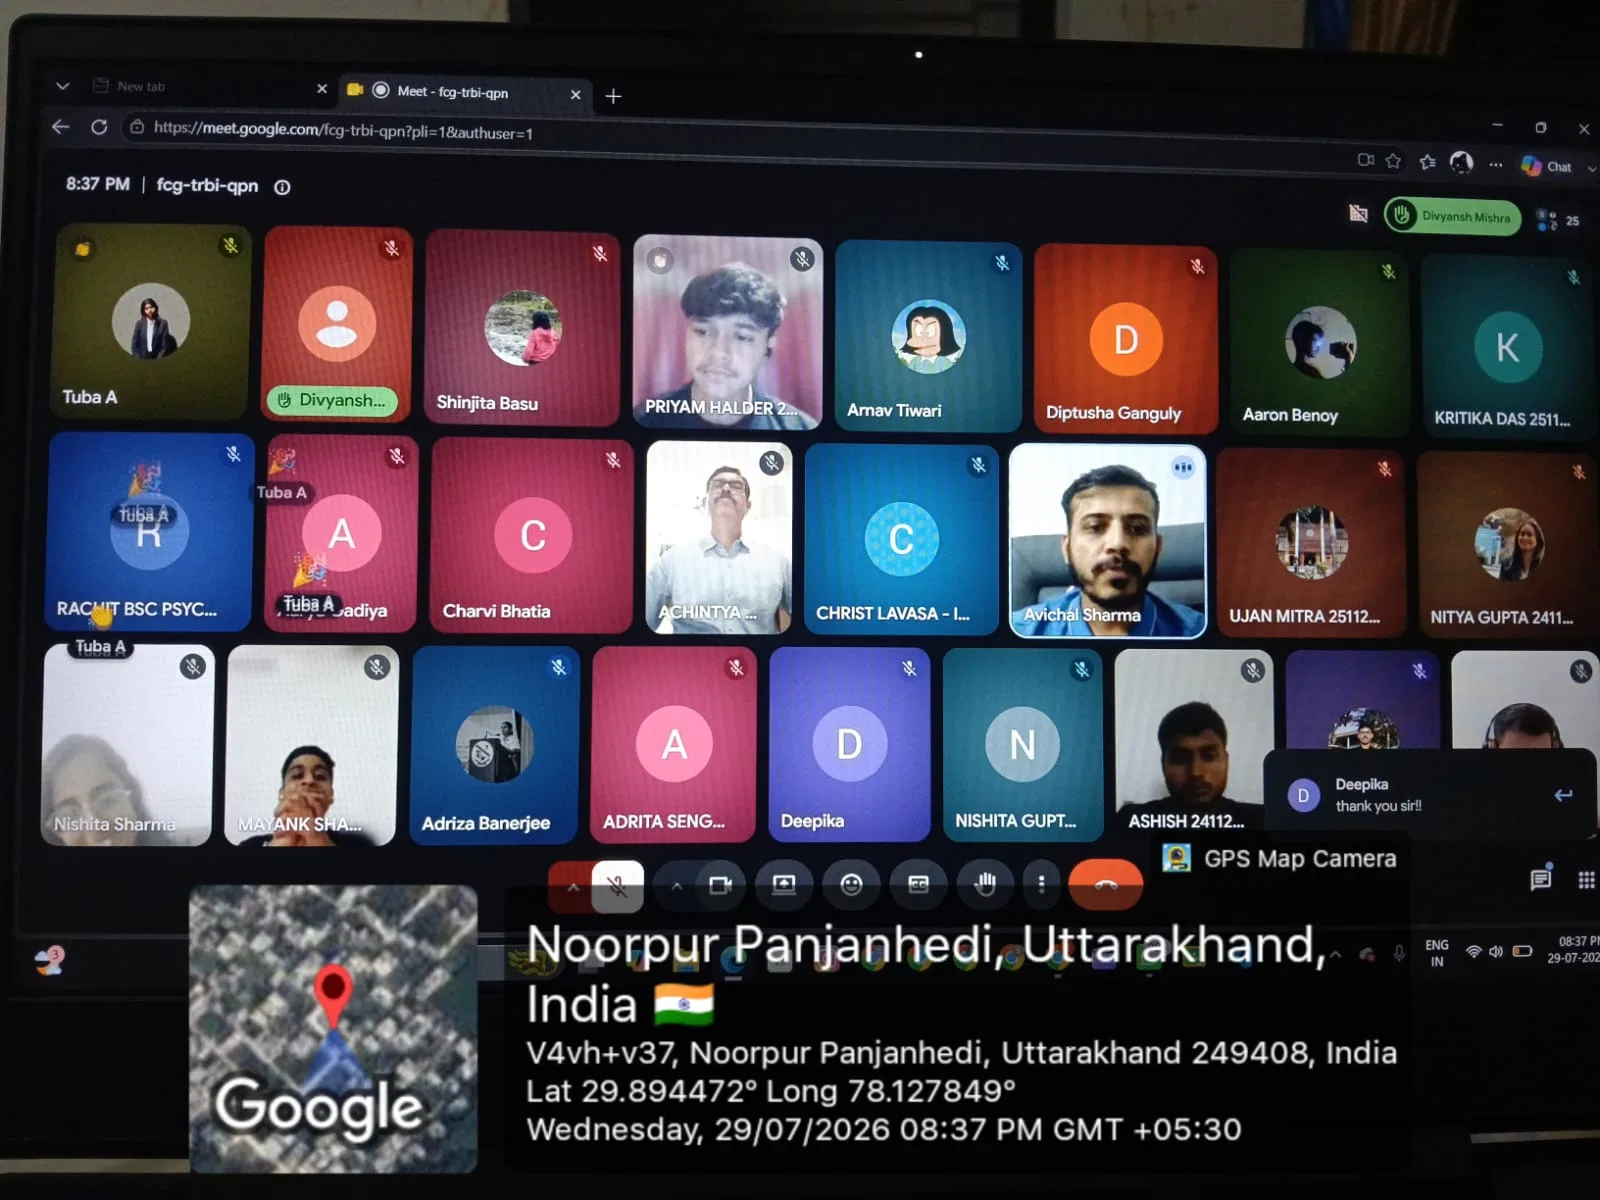 New tab
Meet - fcg-trbi-qpn
https://meet.google.com/fcg-trbi-qpn?pli=1&authuser=1
Chat
8:37 PM | fcg-trbi-qpn
Divyansh Mishra
25
Tuba A
Divyansh...
Shinjita Basu
PRIYAM HALDER 2...
Arnav Tiwari
D
Diptusha Ganguly
Aaron Benoy
K
KRITIKA DAS 2511...
Tuba A
R
RACHIT BSC PSYC...
Tuba A
A
Tuba A
C
Charvi Bhatia
ACHINTYA ...
C
CHRIST LAVASA - I...
Avichal Sharma
UJAN MITRA 25112...
NITYA GUPTA 2411...
Tuba A
Nishita Sharma
MAYANK SHA...
Adriza Banerjee
A
ADRITA SENG...
D
Deepika
N
NISHITA GUPT...
ASHISH 24112...
D
Deepika
thank you sir!!
GPS Map Camera
3
ENG
IN
08:37 PM
Google
Noorpur Panjanhedi, Uttarakhand,
India
V4vh+v37, Noorpur Panjanhedi, Uttarakhand 249408, India
Lat 29.894472° Long 78.127849°
Wednesday, 29/07/2026 08:37 PM GMT +05:30